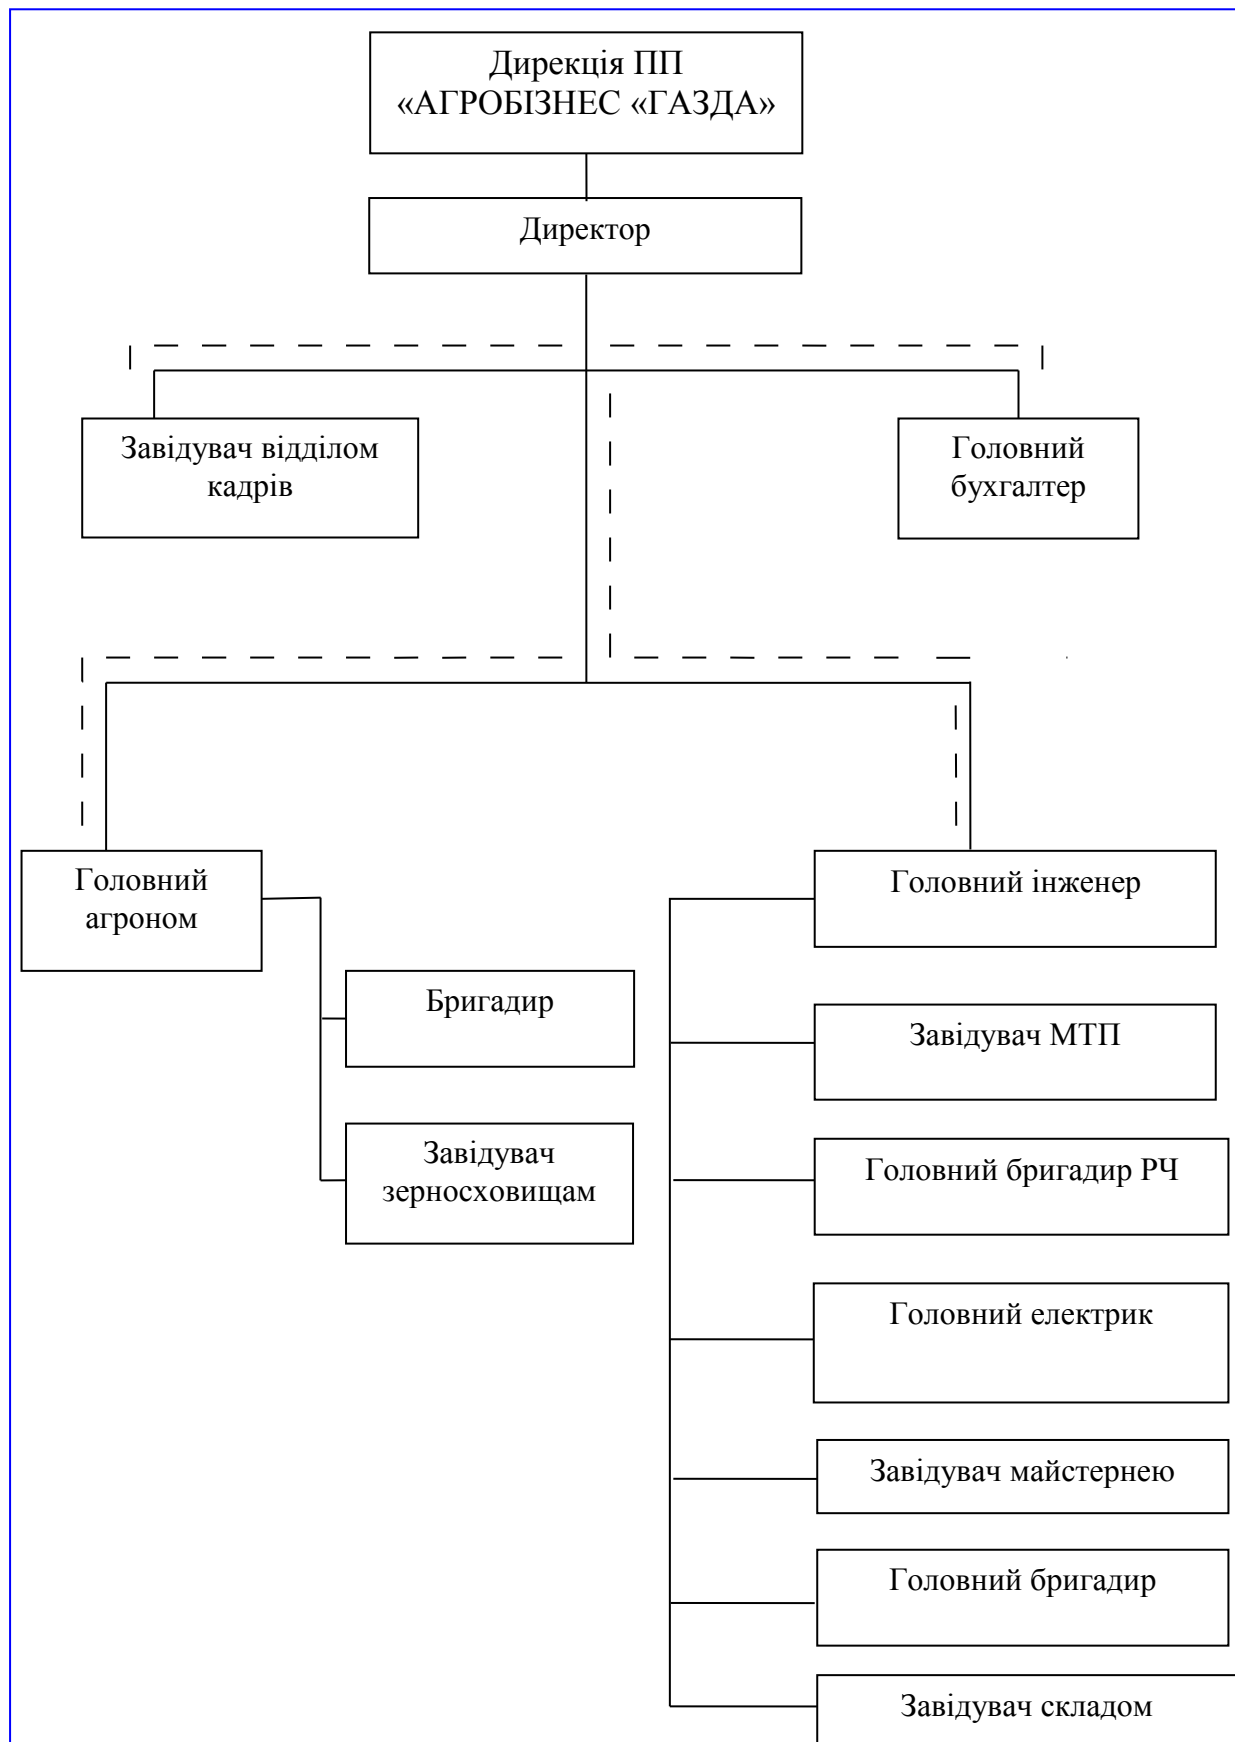 Дирекція ПП
«АГРОБІЗНЕС «ГАЗДА»
Директор
Завідувач відділом
кадрів
Головний
бухгалтер
Головний
агроном
Головний інженер
Бригадир
Завідувач МТП
Завідувач
зерносховищам
Головний бригадир РЧ
Головний електрик
Завідувач майстернею
Головний бригадир
Завідувач складом